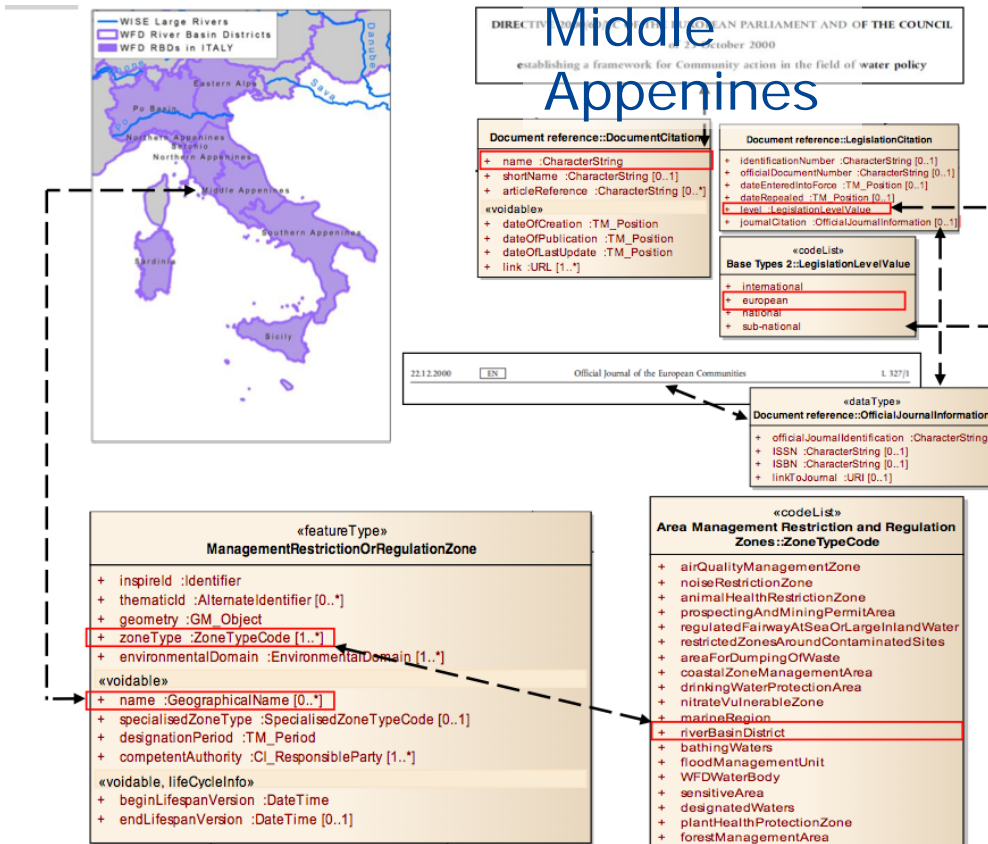 WISE Large Rivers
WFD River Basin Districts
WFD RBDs in ITALY
Danube
Eastern Alps
Sava
Po Basin
Po
Northern Appenines
Serchio
Northern Appenines
Middle Appenines
Southern Appenines
Sardinia
Sicily
Middle
Appenines
DIRECTIVE 2000/60/EC OF THE EUROPEAN PARLIAMENT AND OF THE COUNCIL
of 23 October 2000
establishing a framework for Community action in the field of water policy
Document reference::DocumentCitation
+ name :CharacterString
+ shortName :CharacterString [0..1]
+ articleReference :CharacterString [0..*]
«voidable»
+ dateOfCreation :TM_Position
+ dateOfPublication :TM_Position
+ dateOfLastUpdate :TM_Position
+ link :URL [1..*]
Document reference::LegislationCitation
+ identificationNumber :CharacterString [0..1]
+ officialDocumentNumber :CharacterString [0..1]
+ dateEnteredIntoForce :TM_Position [0..1]
+ dateRepealed :TM_Position [0..1]
+ level :LegislationLevelValue
+ journalCitation :OfficialJournalInformation [0..1]
«codeList»
Base Types 2::LegislationLevelValue
+ international
+ european
+ national
+ sub-national
22.12.2000 EN Official Journal of the European Communities L 327/1
«dataType»
Document reference::OfficialJournalInformation
+ officialJournalIdentification :CharacterString
+ ISSN :CharacterString [0..1]
+ ISBN :CharacterString [0..1]
+ linkToJournal :URI [0..1]
«featureType»
ManagementRestrictionOrRegulationZone
+ inspireId :Identifier
+ thematicId :AlternateIdentifier [0..*]
+ geometry :GM_Object
+ zoneType :ZoneTypeCode [1..*]
+ environmentalDomain :EnvironmentalDomain [1..*]
«voidable»
+ name :GeographicalName [0..*]
+ specialisedZoneType :SpecialisedZoneTypeCode [0..1]
+ designationPeriod :TM_Period
+ competentAuthority :CI_ResponsibleParty [1..*]
«voidable, lifeCycleInfo»
+ beginLifespanVersion :DateTime
+ endLifespanVersion :DateTime [0..1]
«codeList»
Area Management Restriction and Regulation
Zones::ZoneTypeCode
+ airQualityManagementZone
+ noiseRestrictionZone
+ animalHealthRestrictionZone
+ prospectingAndMiningPermitArea
+ regulatedFairwayAtSeaOrLargeInlandWater
+ restrictedZonesAroundContaminatedSites
+ areaForDumpingOfWaste
+ coastalZoneManagementArea
+ drinkingWaterProtectionArea
+ nitrateVulnerableZone
+ marineRegion
+ riverBasinDistrict
+ bathingWaters
+ floodManagementUnit
+ WFDWaterBody
+ sensitiveArea
+ designatedWaters
+ plantHealthProtectionZone
+ forestManagementArea